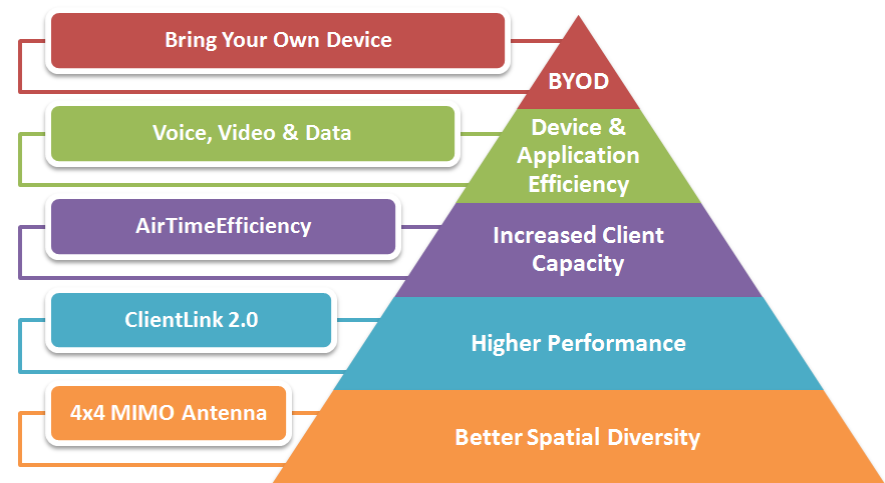 Bring Your Own Device
BYOD
Voice, Video & Data
Device &
Application
Efficiency
AirTimeEfficiency
Increased Client
Capacity
ClientLink 2.0
Higher Performance
4x4 MIMO Antenna
Better Spatial Diversity